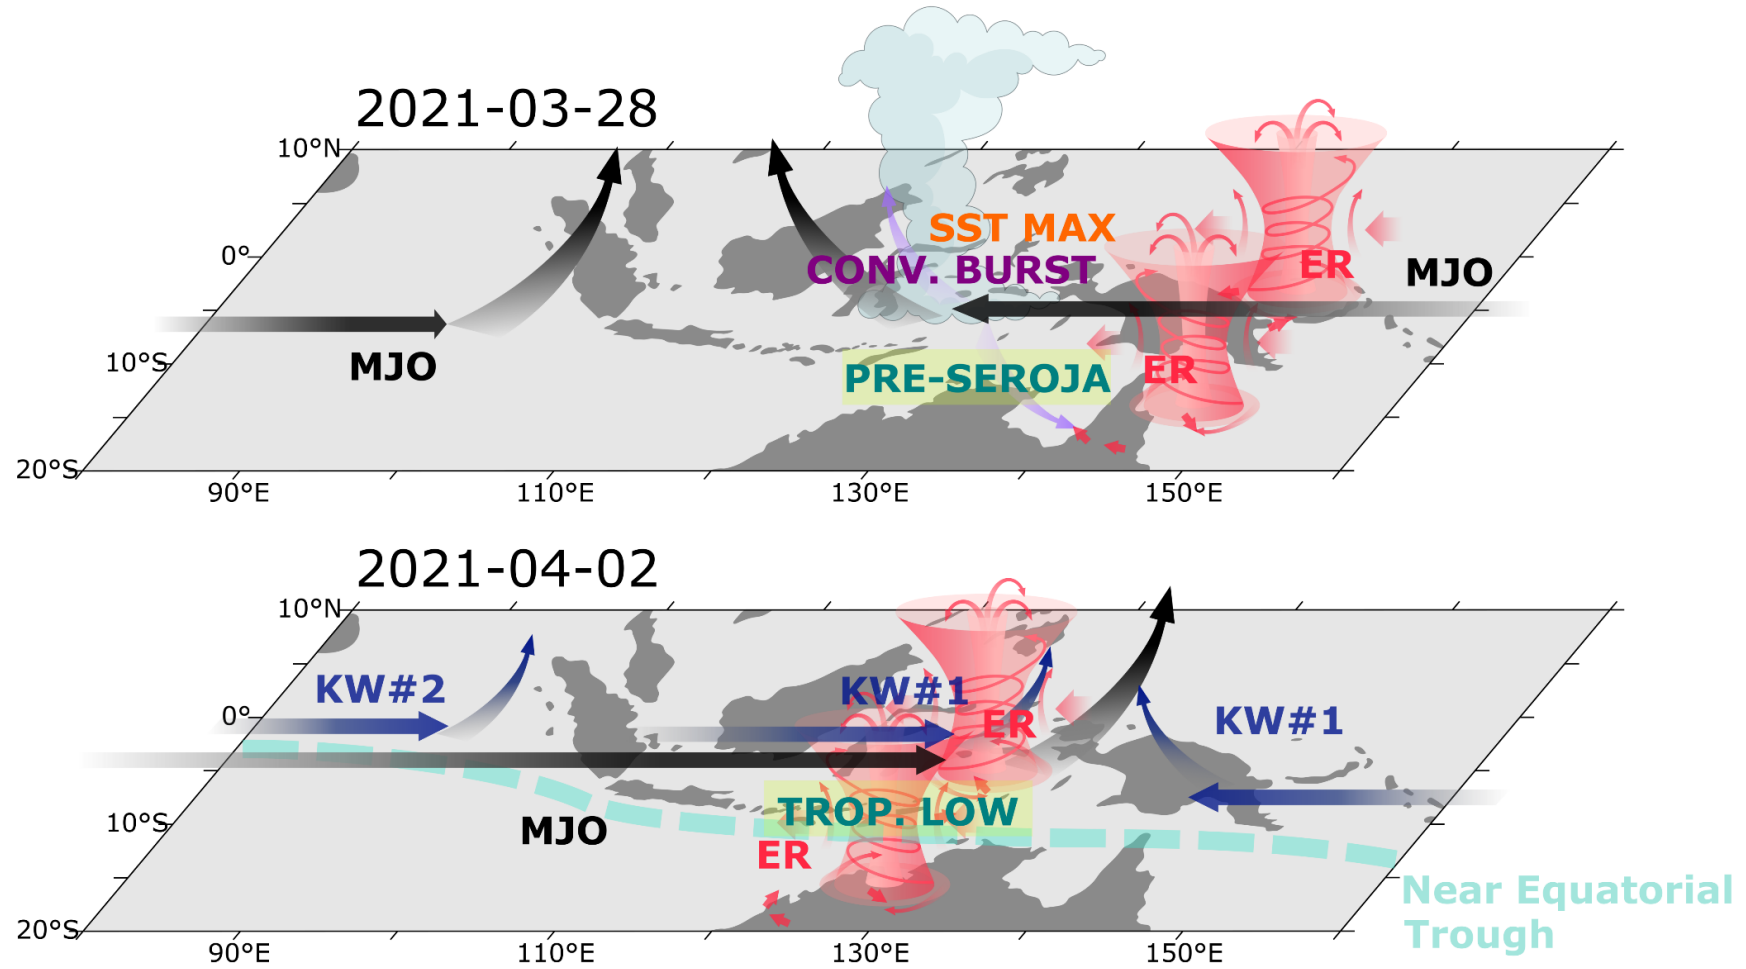 2021-03-28
10°N
SST MAX
0°
CONV. BURST
ER
MJO
MJO
10°S
PRE-SEROJA
ER
20°S
90°E
110°E
130°E
150°E
2021-04-02
10°N
KW#2
KW#1
0°
ER
KW#1
TROP. LOW
10°S
MJO
ER
Near Equatorial
Trough
20°S
90°E
110°E
130°E
150°E